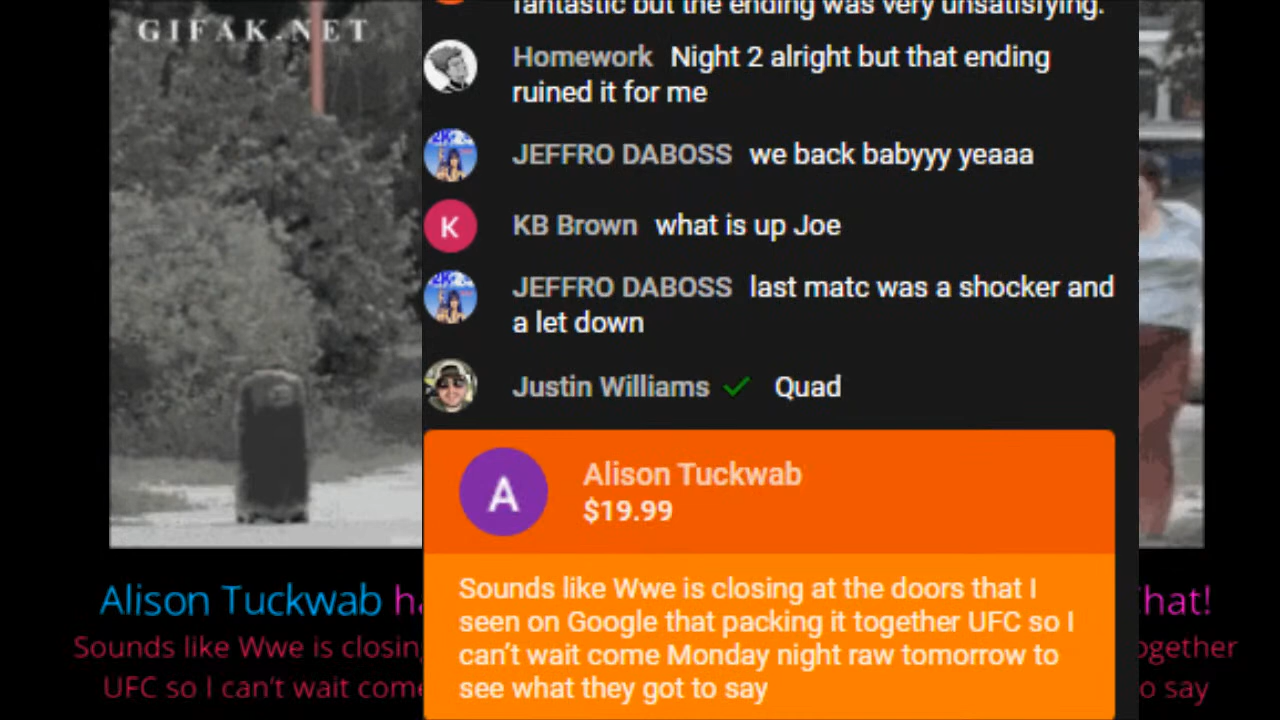 GIFAK.NET
fantastic but the ending was very unsatisfying.
Homework Night 2 alright but that ending
ruined it for me
JEFFRO DABOSS we back babyyy yeaaa
K KB Brown what is up Joe
JEFFRO DABOSS last matc was a shocker and
a let down
Justin Williams Quad
A
Alison Tuckwab
$19.99
Sounds like Wwe is closing at the doors that I
seen on Google that packing it together UFC so I
can't wait come Monday night raw tomorrow to
see what they got to say
Alison Tuckwab hat!
Sounds like Wwe is closin ogether
UFC so I can't wait come o say